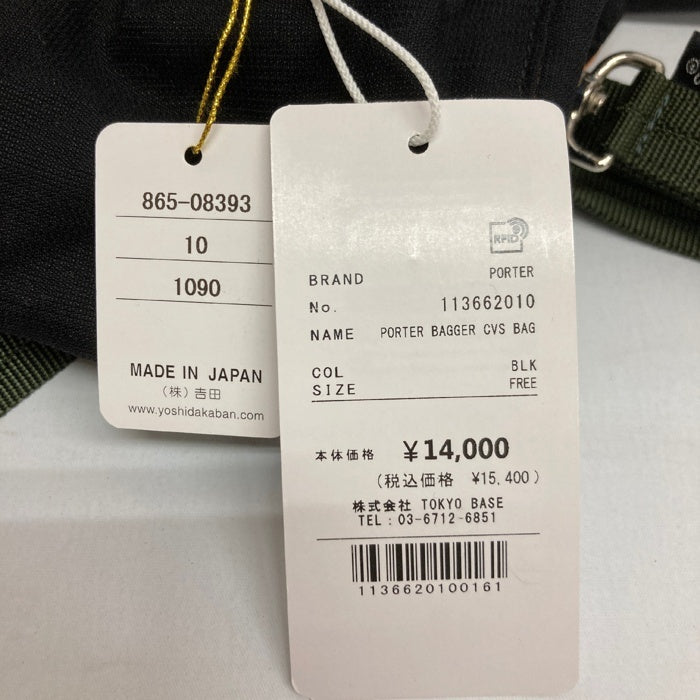 865-08393
10
1090
MADE IN JAPAN
(株)吉田
www.yoshidakaban.com
RFID
BRAND PORTER
No. 113662010
NAME PORTER BAGGER CVS BAG
COL BLK
SIZE FREE
本体価格 ¥14,000
(税込価格 ¥15,400)
株式会社 TOKYO BASE
TEL:03-6712-6851
1136620100161